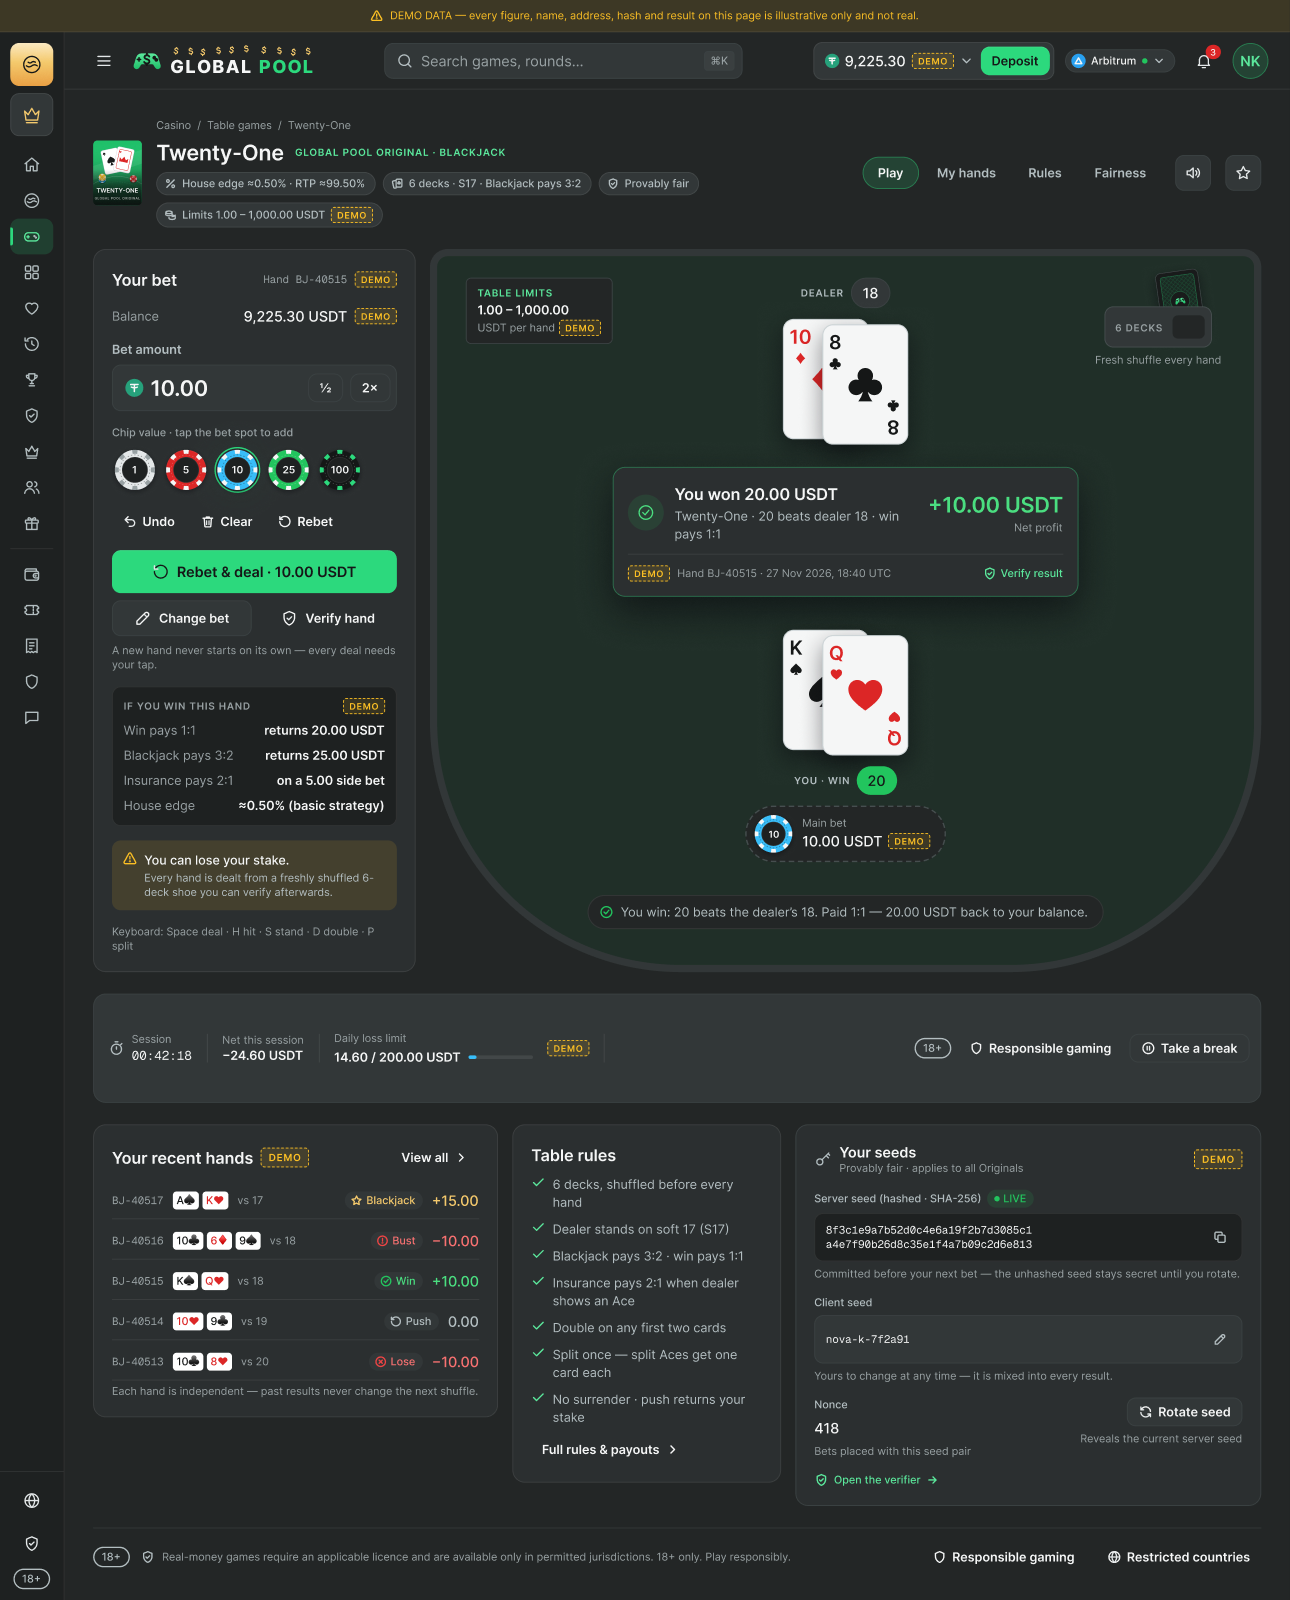 DEMO DATA — every figure, name, address, hash and result on this page is illustrative only and not real.
GLOBAL POOL
Search games, rounds...
⌘K
9,225.30 DEMO
Deposit
Arbitrum
3
NK
Casino / Table games / Twenty-One
TWENTY-ONE
GLOBAL POOL ORIGINAL
Twenty-One GLOBAL POOL ORIGINAL · BLACKJACK
House edge ≈0.50% · RTP ≈99.50%
6 decks · S17 · Blackjack pays 3:2
Provably fair
Limits 1.00 – 1,000.00 USDT DEMO
Play
My hands
Rules
Fairness
Your bet
Hand BJ-40515 DEMO
Balance
9,225.30 USDT DEMO
Bet amount
10.00
½
2×
Chip value · tap the bet spot to add
1
5
10
25
100
Undo
Clear
Rebet
Rebet & deal · 10.00 USDT
Change bet
Verify hand
A new hand never starts on its own — every deal needs
your tap.
IF YOU WIN THIS HAND DEMO
Win pays 1:1 returns 20.00 USDT
Blackjack pays 3:2 returns 25.00 USDT
Insurance pays 2:1 on a 5.00 side bet
House edge ≈0.50% (basic strategy)
You can lose your stake.
Every hand is dealt from a freshly shuffled 6-
deck shoe you can verify afterwards.
Keyboard: Space deal · H hit · S stand · D double · P
split
TABLE LIMITS
1.00 – 1,000.00
USDT per hand DEMO
DEALER 18
10
8
8
6 DECKS
Fresh shuffle every hand
You won 20.00 USDT
Twenty-One · 20 beats dealer 18 · win
pays 1:1
+10.00 USDT
Net profit
DEMO Hand BJ-40515 · 27 Nov 2026, 18:40 UTC
Verify result
K
Q
Q
YOU · WIN 20
10
Main bet
10.00 USDT DEMO
You win: 20 beats the dealer's 18. Paid 1:1 — 20.00 USDT back to your balance.
Session
00:42:18
Net this session
−24.60 USDT
Daily loss limit
14.60 / 200.00 USDT
DEMO
18+
Responsible gaming
Take a break
Your recent hands DEMO
View all
BJ-40517 A♠ K♥ vs 17 Blackjack +15.00
BJ-40516 10♣ 6♦ 9♠ vs 18 Bust −10.00
BJ-40515 K♠ Q♥ vs 18 Win +10.00
BJ-40514 10♥ 9♣ vs 19 Push 0.00
BJ-40513 10♣ 8♥ vs 20 Lose −10.00
Each hand is independent — past results never change the next shuffle.
Table rules
6 decks, shuffled before every
hand
Dealer stands on soft 17 (S17)
Blackjack pays 3:2 · win pays 1:1
Insurance pays 2:1 when dealer
shows an Ace
Double on any first two cards
Split once — split Aces get one
card each
No surrender · push returns your
stake
Full rules & payouts
Your seeds
Provably fair · applies to all Originals
DEMO
Server seed (hashed · SHA-256) LIVE
8f3c1e9a7b52d0c4e6a19f2b7d3085c1
a4e7f90b26d8c35e1f4a7b09c2d6e813
Committed before your next bet — the unhashed seed stays secret until you rotate.
Client seed
nova-k-7f2a91
Yours to change at any time — it is mixed into every result.
Nonce
418
Bets placed with this seed pair
Rotate seed
Reveals the current server seed
Open the verifier →
18+
18+
Real-money games require an applicable licence and are available only in permitted jurisdictions. 18+ only. Play responsibly.
Responsible gaming
Restricted countries